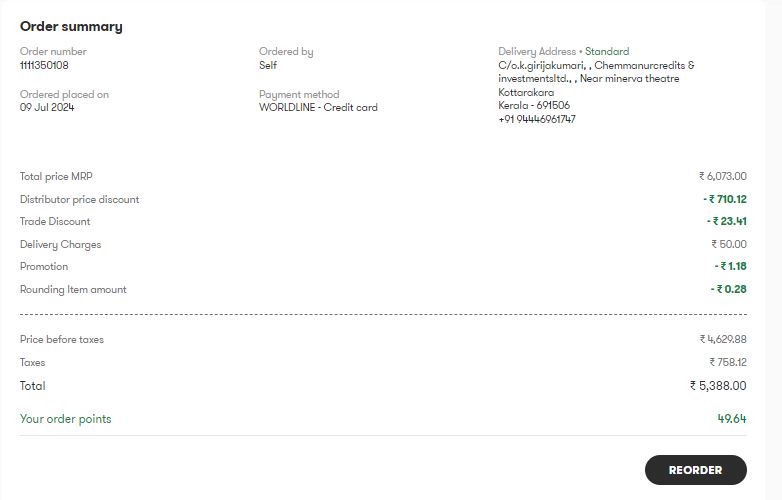 Order summary
Order number
1111350108
Ordered by
Self
Delivery Address • Standard
C/o.k.girijakumari, , Chemmanurcredits &
investmentsltd., , Near minerva theatre
Kottarakara
Kerala - 691506
+91 94446961747
Ordered placed on
09 Jul 2024
Payment method
WORLDLINE - Credit card
Total price MRP ₹ 6,073.00
Distributor price discount - ₹ 710.12
Trade Discount - ₹ 23.41
Delivery Charges ₹ 50.00
Promotion - ₹ 1.18
Rounding Item amount - ₹ 0.28
Price before taxes ₹ 4,629.88
Taxes ₹ 758.12
Total ₹ 5,388.00
Your order points 49.64
REORDER